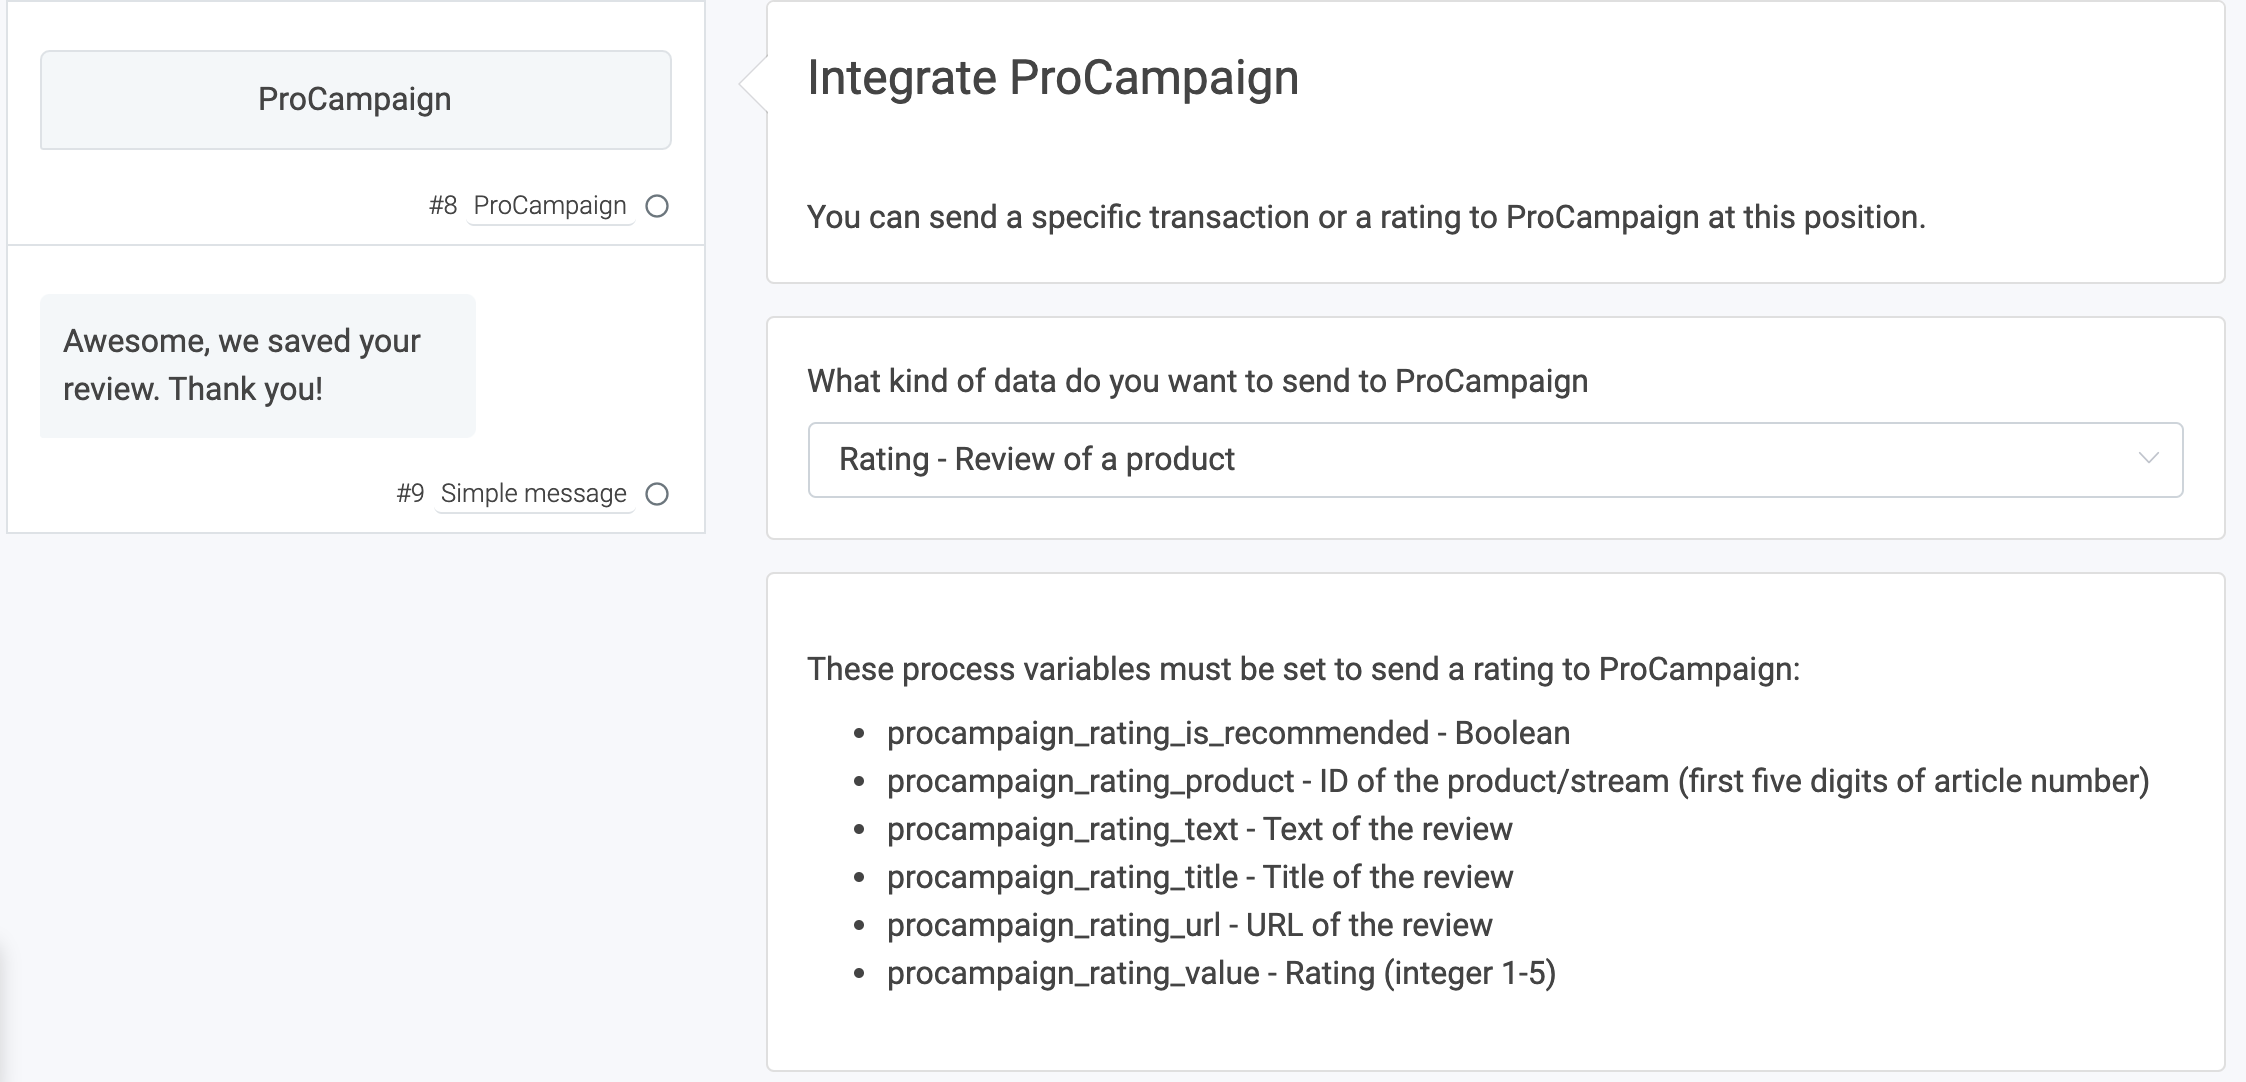 ProCampaign
#8 ProCampaign
Awesome, we saved your
review. Thank you!
#9 Simple message
Integrate ProCampaign
You can send a specific transaction or a rating to ProCampaign at this position.
What kind of data do you want to send to ProCampaign
Rating - Review of a product
These process variables must be set to send a rating to ProCampaign:
• procampaign_rating_is_recommended - Boolean
• procampaign_rating_product - ID of the product/stream (first five digits of article number)
• procampaign_rating_text - Text of the review
• procampaign_rating_title - Title of the review
• procampaign_rating_url - URL of the review
• procampaign_rating_value - Rating (integer 1-5)